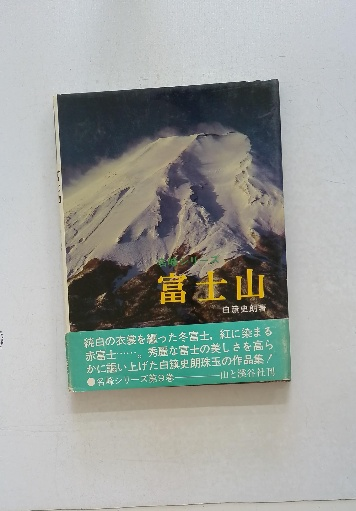 名峰シリーズ
富士山
白籏史朗著
純白の衣裳を纏った冬富士，紅に染まる
赤富士……。秀麗な富士の美しさを高ら
かに謳い上げた白籏史朗珠玉の作品集！
●名峰シリーズ第9巻————山と溪谷社刊